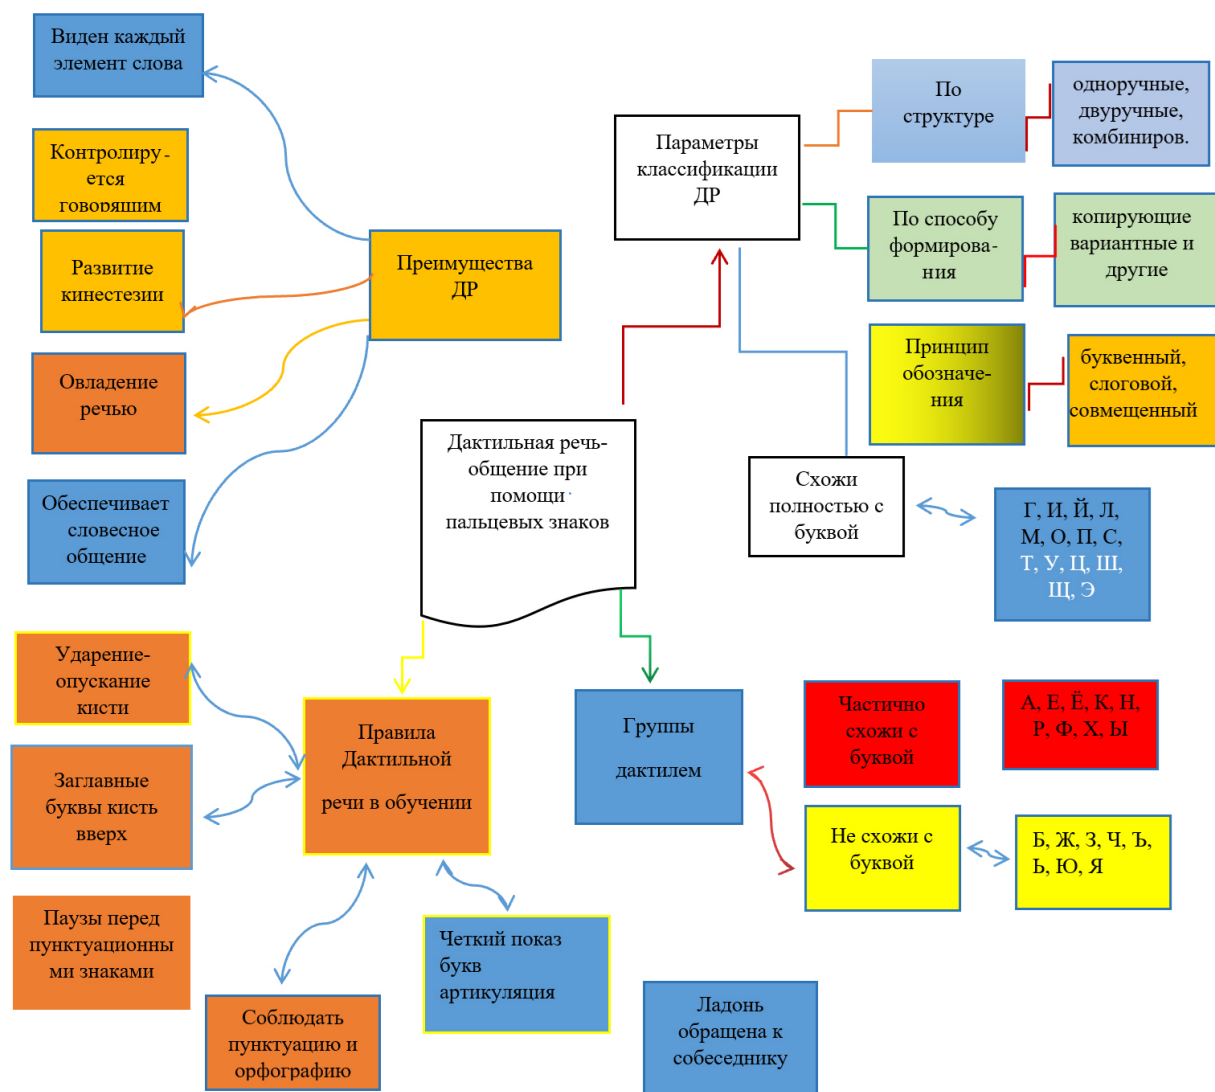 Виден каждый
элемент слова
Контролиру-
ется
говорящим
Развитие
кинестезии
Овладение
речью
Обеспечивает
словесное
общение
Преимущества
ДР
Параметры
классификации
ДР
По
структуре
одноручные,
двуручные,
комбиниров.
По способу
формирова-
ния
копирующие
вариантные и
другие
Принцип
обозначе-
ния
буквенный,
слоговой,
совмещенный
Дактильная речь-
общение при
помощи
пальцевых знаков
Схожи
полностью с
буквой
Г, И, Й, Л,
М, О, П, С,
Т, У, Ц, Ш,
Щ, Э
Ударение-
опускание
кисти
Заглавные
буквы кисть
вверх
Паузы перед
пунктуационны
ми знаками
Правила
Дактильной
речи в обучении
Группы
дактилем
Частично
схожи с
буквой
А, Е, Ё, К, Н,
Р, Ф, Х, Ы
Не схожи с
буквой
Б, Ж, З, Ч, Ъ,
Ь, Ю, Я
Четкий показ
букв
артикуляция
Соблюдать
пунктуацию и
орфографию
Ладонь
обращена к
собеседнику